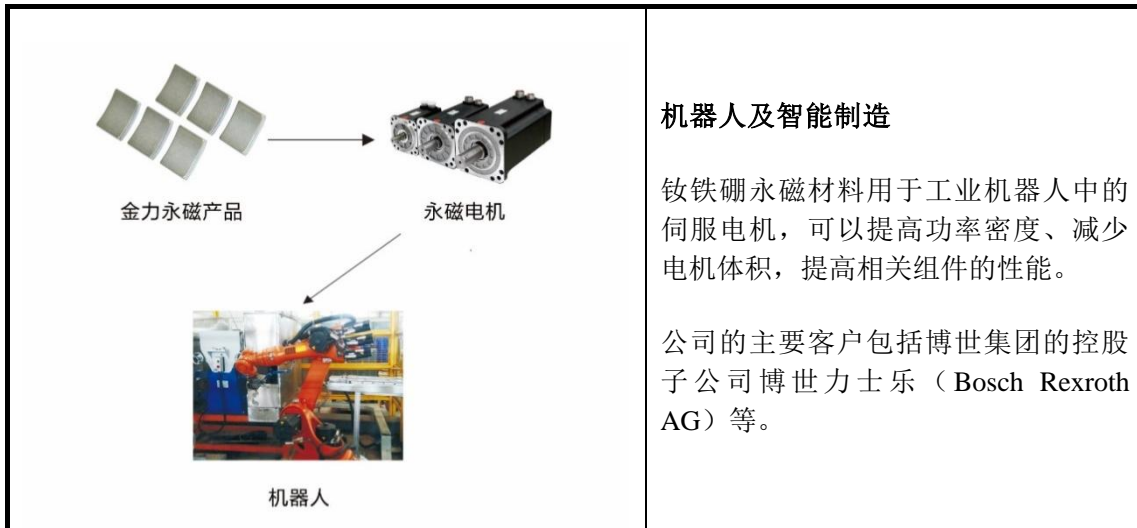 金力永磁产品
永磁电机
机器人
机器人及智能制造
钕铁硼永磁材料用于工业机器人中的
伺服电机，可以提高功率密度、减少
电机体积，提高相关组件的性能。
公司的主要客户包括博世集团的控股
子公司博世力士乐（Bosch Rexroth
AG）等。